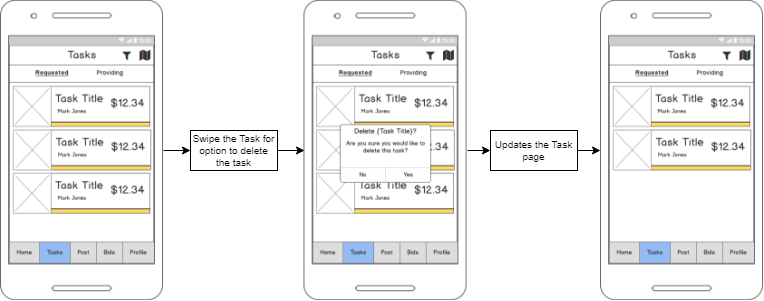 12:30
Tasks
Requested Providing
Task Title $12.34
Mark Jones
Task Title $12.34
Mark Jones
Task Title $12.34
Mark Jones
Home Tasks Post Bids Profile
Swipe the Task for
option to delete
the task
12:30
Tasks
Requested Providing
Task Title $12.34
Mark Jones
Delete (Task Title)?
Are you sure you would like to
delete this task?
No Yes
$12.34
Task Title $12.34
Mark Jones
Home Tasks Post Bids Profile
Updates the Task
page
12:30
Tasks
Requested Providing
Task Title $12.34
Mark Jones
Task Title $12.34
Mark Jones
Home Tasks Post Bids Profile